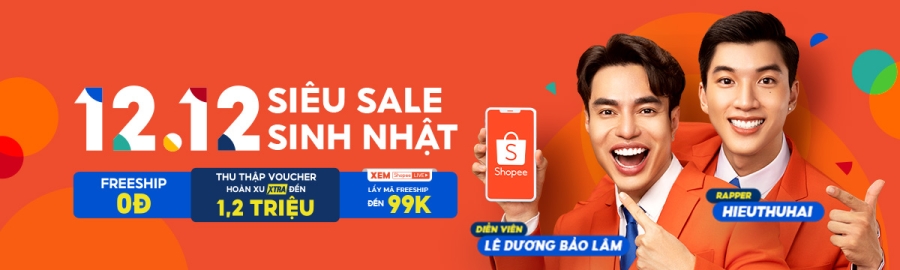 12.12
SIÊU SALE
SINH NHẬT
FREESHIP
0Đ
THU THẬP VOUCHER
HOÀN XU XTRA ĐẾN
1,2 TRIỆU
XEM Shopee LIVE
LẤY MÃ FREESHIP
ĐẾN 99K
S
Shopee
DIỄN VIÊN
LÊ DƯƠNG BẢO LÂM
RAPPER
HIEUTHUHAI